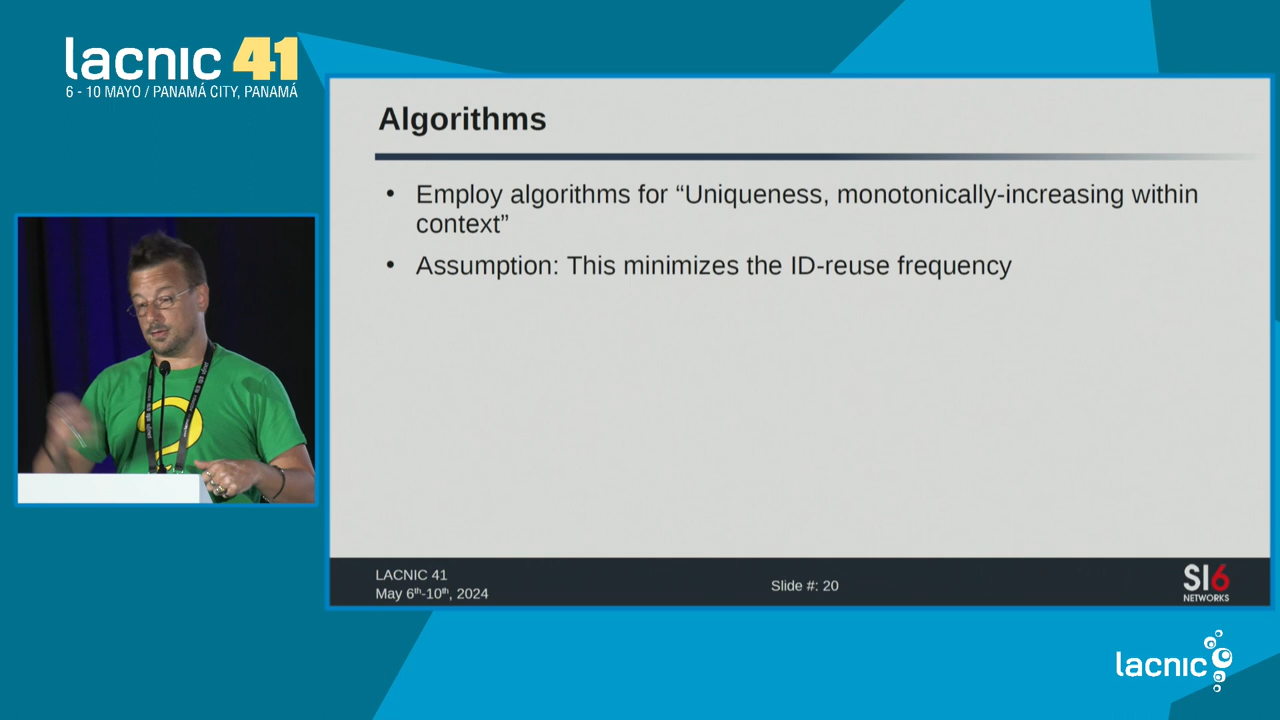 lacnic 41
6 - 10 MAYO / PANAMÁ CITY, PANAMÁ
Algorithms
• Employ algorithms for “Uniqueness, monotonically-increasing within
context”
• Assumption: This minimizes the ID-reuse frequency
LACNIC 41
May 6th-10th, 2024
Slide #: 20
SI6
NETWORKS
lacnic